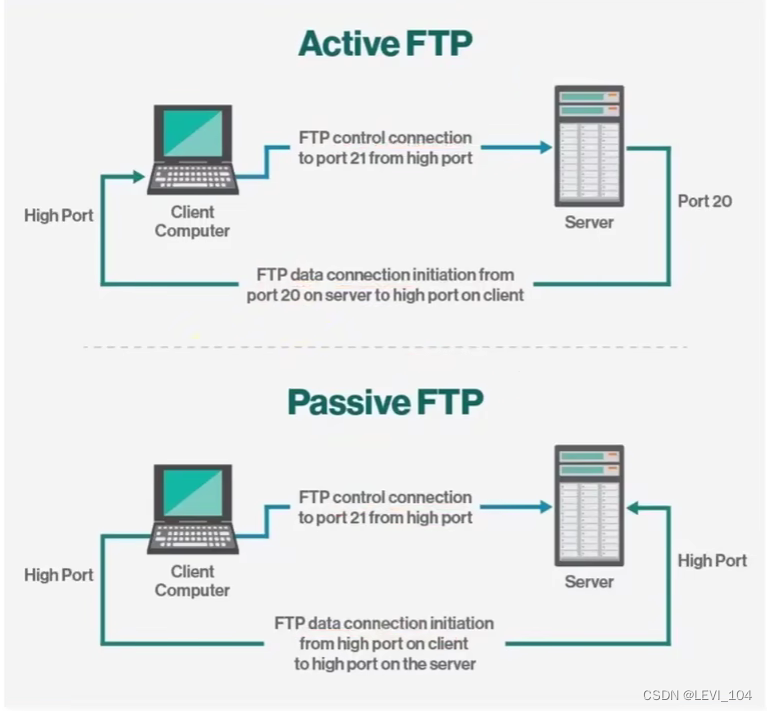 Active FTP
FTP control connection
to port 21 from high port
High Port
Client
Computer
Server
Port 20
FTP data connection initiation from
port 20 on server to high port on client
Passive FTP
FTP control connection
to port 21 from high port
High Port
Client
Computer
Server
High Port
FTP data connection initiation
from high port on client
to high port on the server
CSDN @LEVI_104